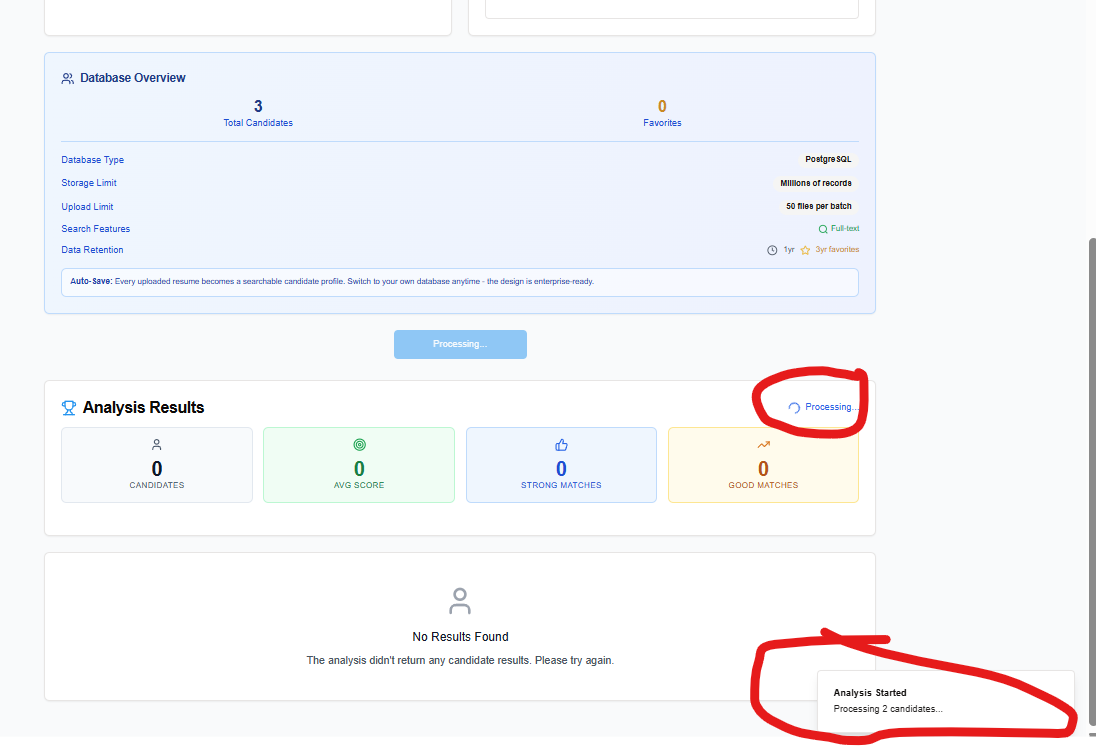 Database Overview
3
Total Candidates
0
Favorites
Database Type
PostgreSQL
Storage Limit
Millions of records
Upload Limit
50 files per batch
Search Features
Full-text
Data Retention
1yr
3yr favorites
Auto-Save: Every uploaded resume becomes a searchable candidate profile. Switch to your own database anytime - the design is enterprise-ready.
Processing...
Analysis Results
Processing...
0
CANDIDATES
0
AVG SCORE
0
STRONG MATCHES
0
GOOD MATCHES
No Results Found
The analysis didn't return any candidate results. Please try again.
Analysis Started
Processing 2 candidates...